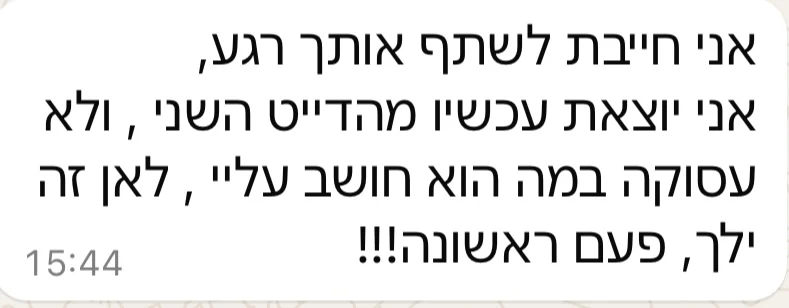 אני חייבת לשתף אותך רגע,
אני יוצאת עכשיו מהדייט השני , ולא
עסוקה במה הוא חושב עליי , לאן זה
ילך, פעם ראשונה!!!
15:44